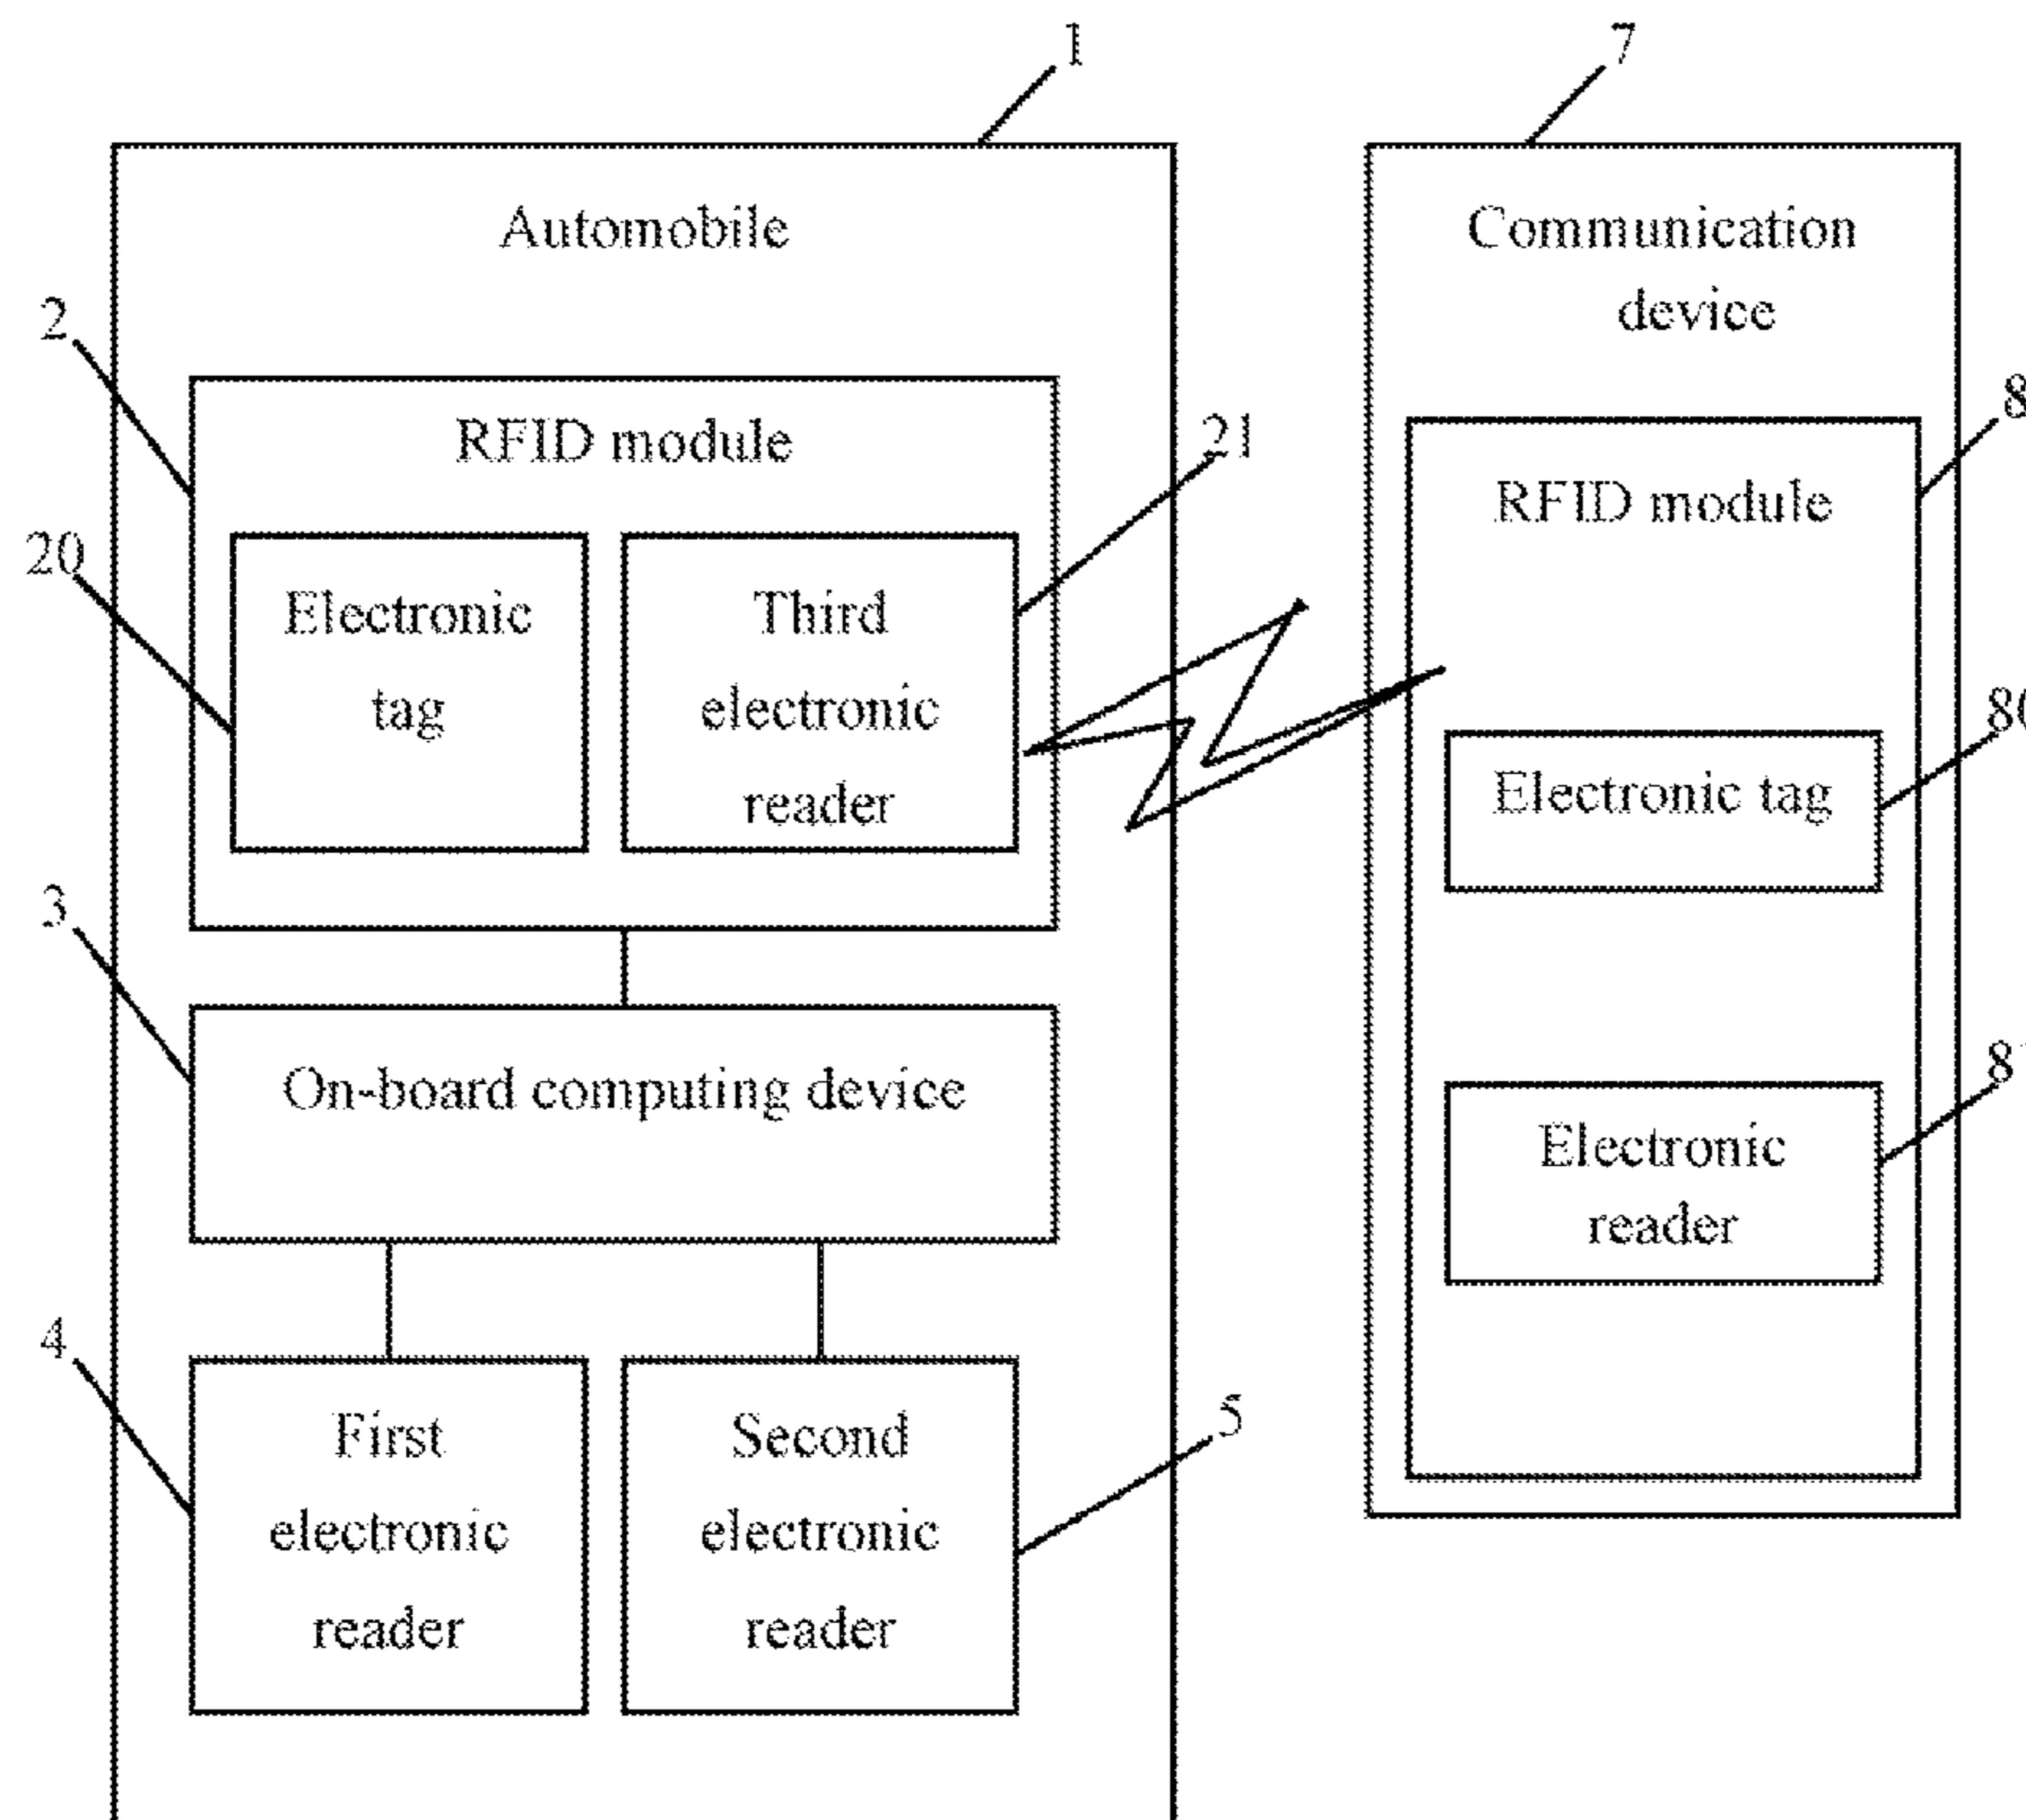 1
7
Automobile
Communication
device
2
RFID module
8
21
RFID module
20
Electronic
tag
Third
electronic
reader
Electronic tag
3
On-board computing device
Electronic
reader
4
First
electronic
reader
Second
electronic
reader
5